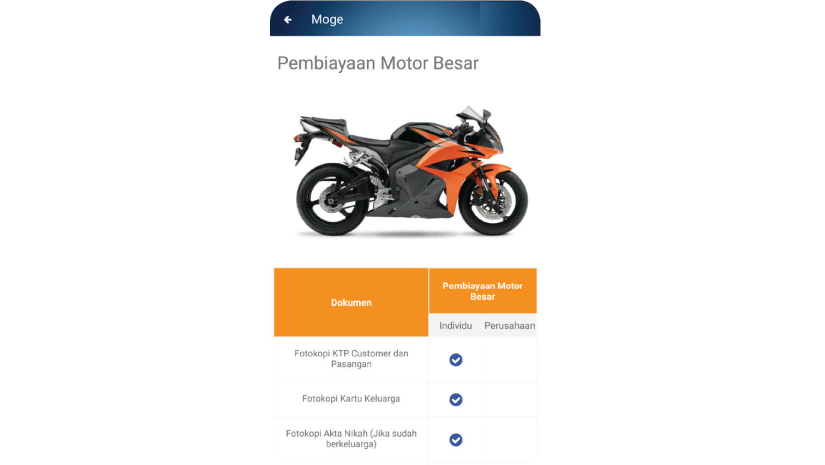 Moge
Pembiayaan Motor Besar
Dokumen
Pembiayaan Motor
Besar
Individu
Perusahaan
Fotokopi KTP Customer dan
Pasangan
Fotokopi Kartu Keluarga
Fotokopi Akta Nikah (Jika sudah
berkeluarga)